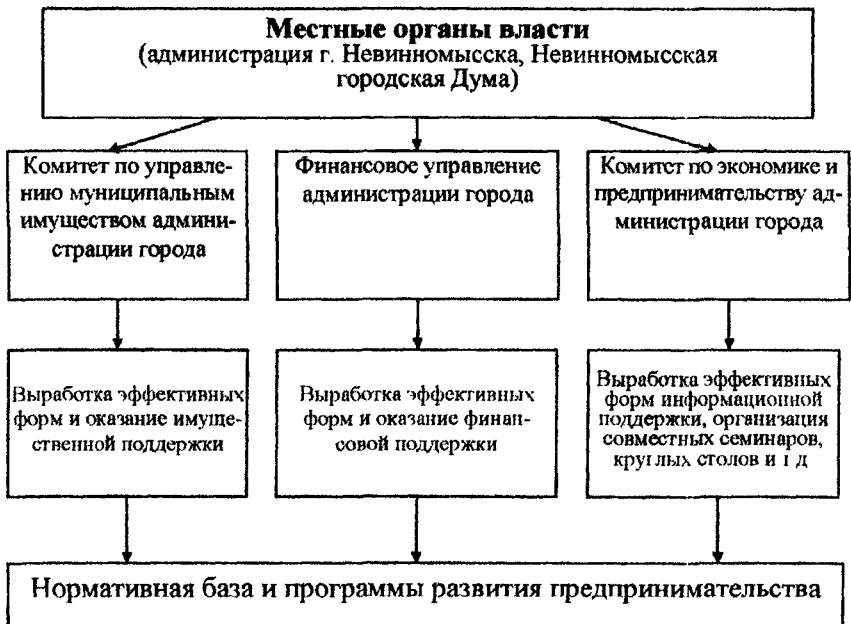 Местные органы власти
(администрация г. Невинномысска, Невинномысская
городская Дума)
Комитет по управле-
нию муниципальным
имуществом админи-
страции города
Финансовое управление
администрации города
Комитет по экономике и
предпринимательству ад-
министрации города
Выработка эффективных
форм и оказание имуще-
ственной поддержки
Выработка эффективных
форм и оказание финан-
совой поддержки
Выработка эффективных
форм информационной
поддержки, организация
совместных семинаров,
круглых столов и т д
Нормативная база и программы развития предпринимательства